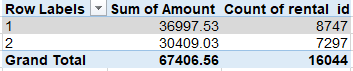 Row Labels Sum of Amount Count of rental_id
1 36997.53 8747
2 30409.03 7297
Grand Total 67406.56 16044